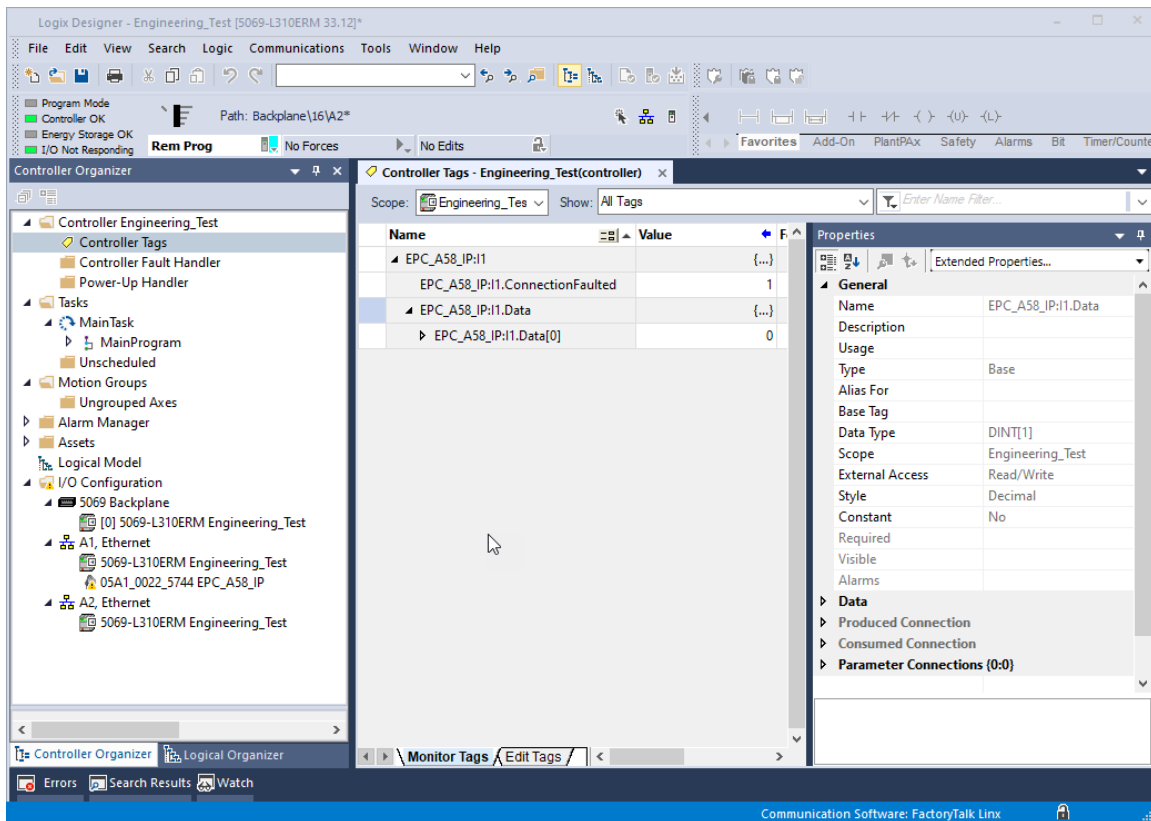 Logix Designer - Engineering_Test [5069-L310ERM 33.12]*
File Edit View Search Logic Communications Tools Window Help
Program Mode
Controller OK
Energy Storage OK
I/O Not Responding
Path: Backplane\16\A2*
Rem Prog No Forces No Edits
Favorites Add-On PlantPAx Safety Alarms Bit Timer/Counte
Controller Organizer
Controller Engineering_Test
Controller Tags
Controller Fault Handler
Power-Up Handler
Tasks
MainTask
MainProgram
Unscheduled
Motion Groups
Ungrouped Axes
Alarm Manager
Assets
Logical Model
I/O Configuration
5069 Backplane
[0] 5069-L310ERM Engineering_Test
A1, Ethernet
5069-L310ERM Engineering_Test
05A1_0022_5744 EPC_A58_IP
A2, Ethernet
5069-L310ERM Engineering_Test
Controller Organizer Logical Organizer
Controller Tags - Engineering_Test(controller)
Scope: Engineering_Tes Show: All Tags Enter Name Filter...
Name Value F
EPC_A58_IP:I1 {...}
EPC_A58_IP:I1.ConnectionFaulted 1
EPC_A58_IP:I1.Data {...}
EPC_A58_IP:I1.Data[0] 0
Monitor Tags Edit Tags
Properties
Extended Properties...
General
Name EPC_A58_IP:I1.Data
Description
Usage
Type Base
Alias For
Base Tag
Data Type DINT[1]
Scope Engineering_Test
External Access Read/Write
Style Decimal
Constant No
Required
Visible
Alarms
Data
Produced Connection
Consumed Connection
Parameter Connections {0:0}
Errors Search Results Watch
Communication Software: FactoryTalk Linx